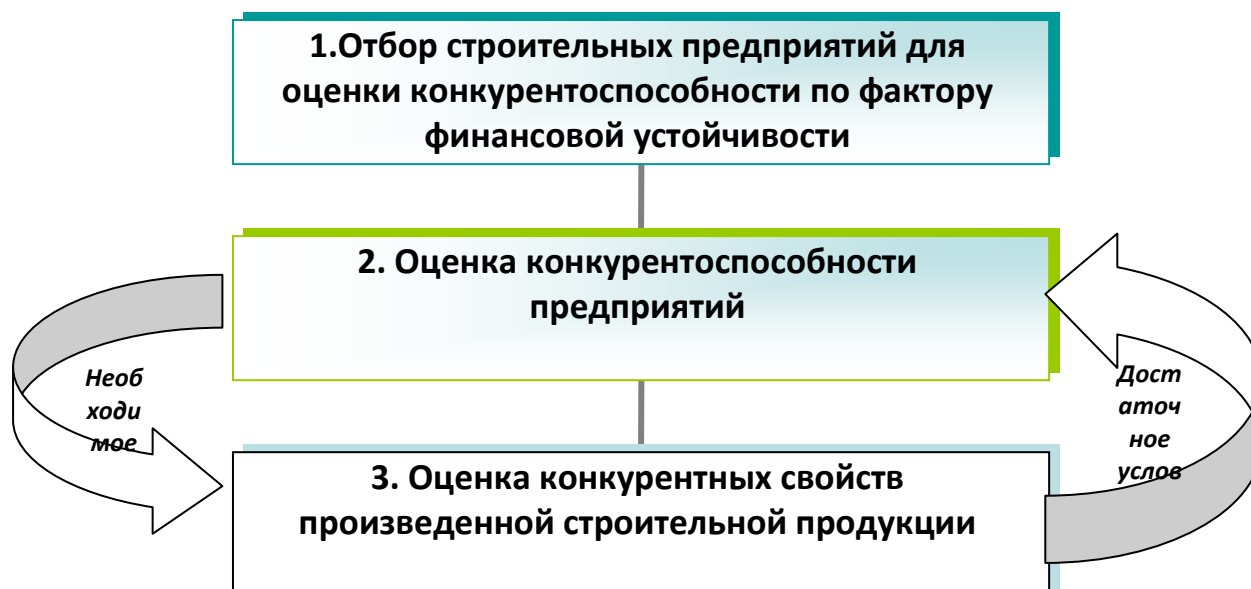 1.Отбор строительных предприятий для
оценки конкурентоспособности по фактору
финансовой устойчивости
2. Оценка конкурентоспособности
предприятий
Необ
ходи
мое
Дост
аточ
ное
услов
3. Оценка конкурентных свойств
произведенной строительной продукции